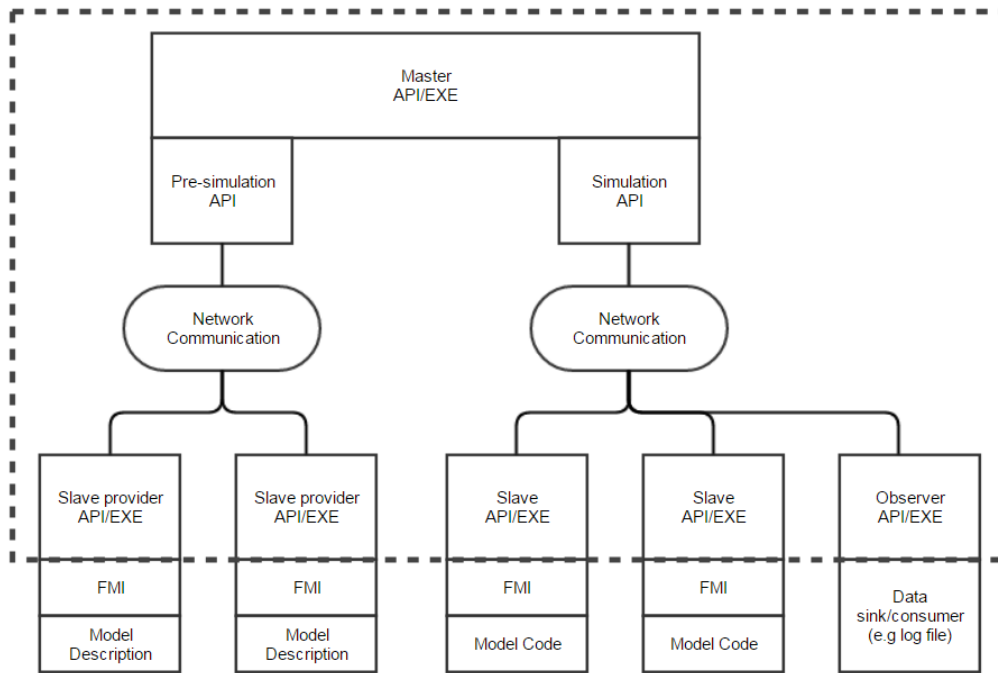 Master
API/EXE
Pre-simulation
API
Simulation
API
Network
Communication
Network
Communication
Slave provider
API/EXE
Slave provider
API/EXE
Slave
API/EXE
Slave
API/EXE
Observer
API/EXE
FMI
FMI
FMI
FMI
Data
sink/consumer
(e.g log file)
Model
Description
Model
Description
Model Code
Model Code